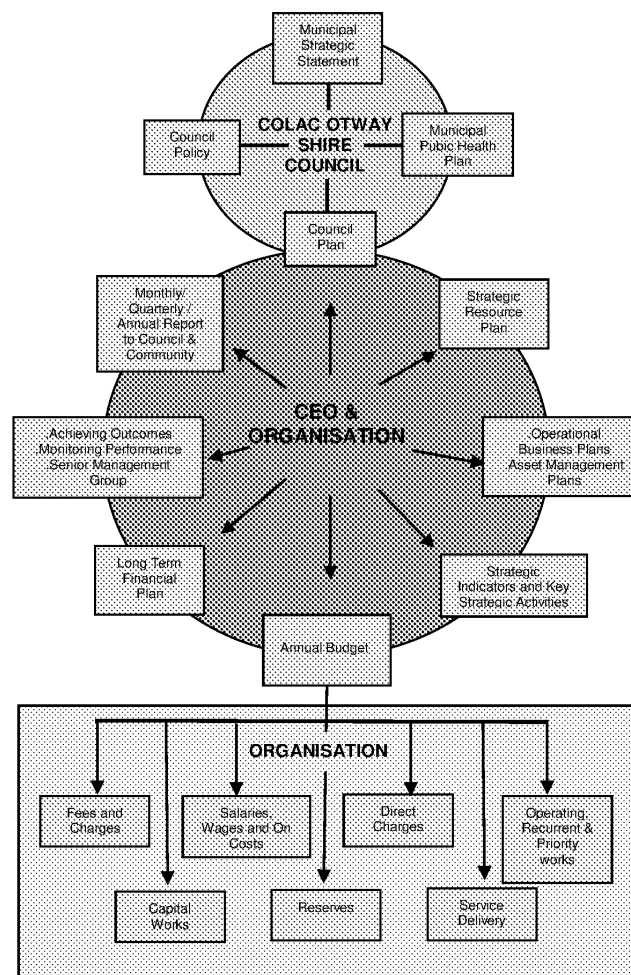 Municipal
Strategic
Statement
COLAC OTWAY
SHIRE
COUNCIL
Council
Policy
Municipal
Pubic Health
Plan
Council
Plan
Monthly/
Quarterly /
Annual Report
to Council &
Community
Strategic
Resource
Plan
CEO &
ORGANISATION
.Achieving Outcomes
.Monitoring Performance
.Senior Management
Group
Operational
Business Plans
Asset Management
Plans
Long Term
Financial
Plan
Strategic
Indicators and Key
Strategic Activities
Annual Budget
ORGANISATION
Fees and
Charges
Salaries,
Wages and On
Costs
Direct
Charges
Operating,
Recurrent &
Priority
works
Capital
Works
Reserves
Service
Delivery